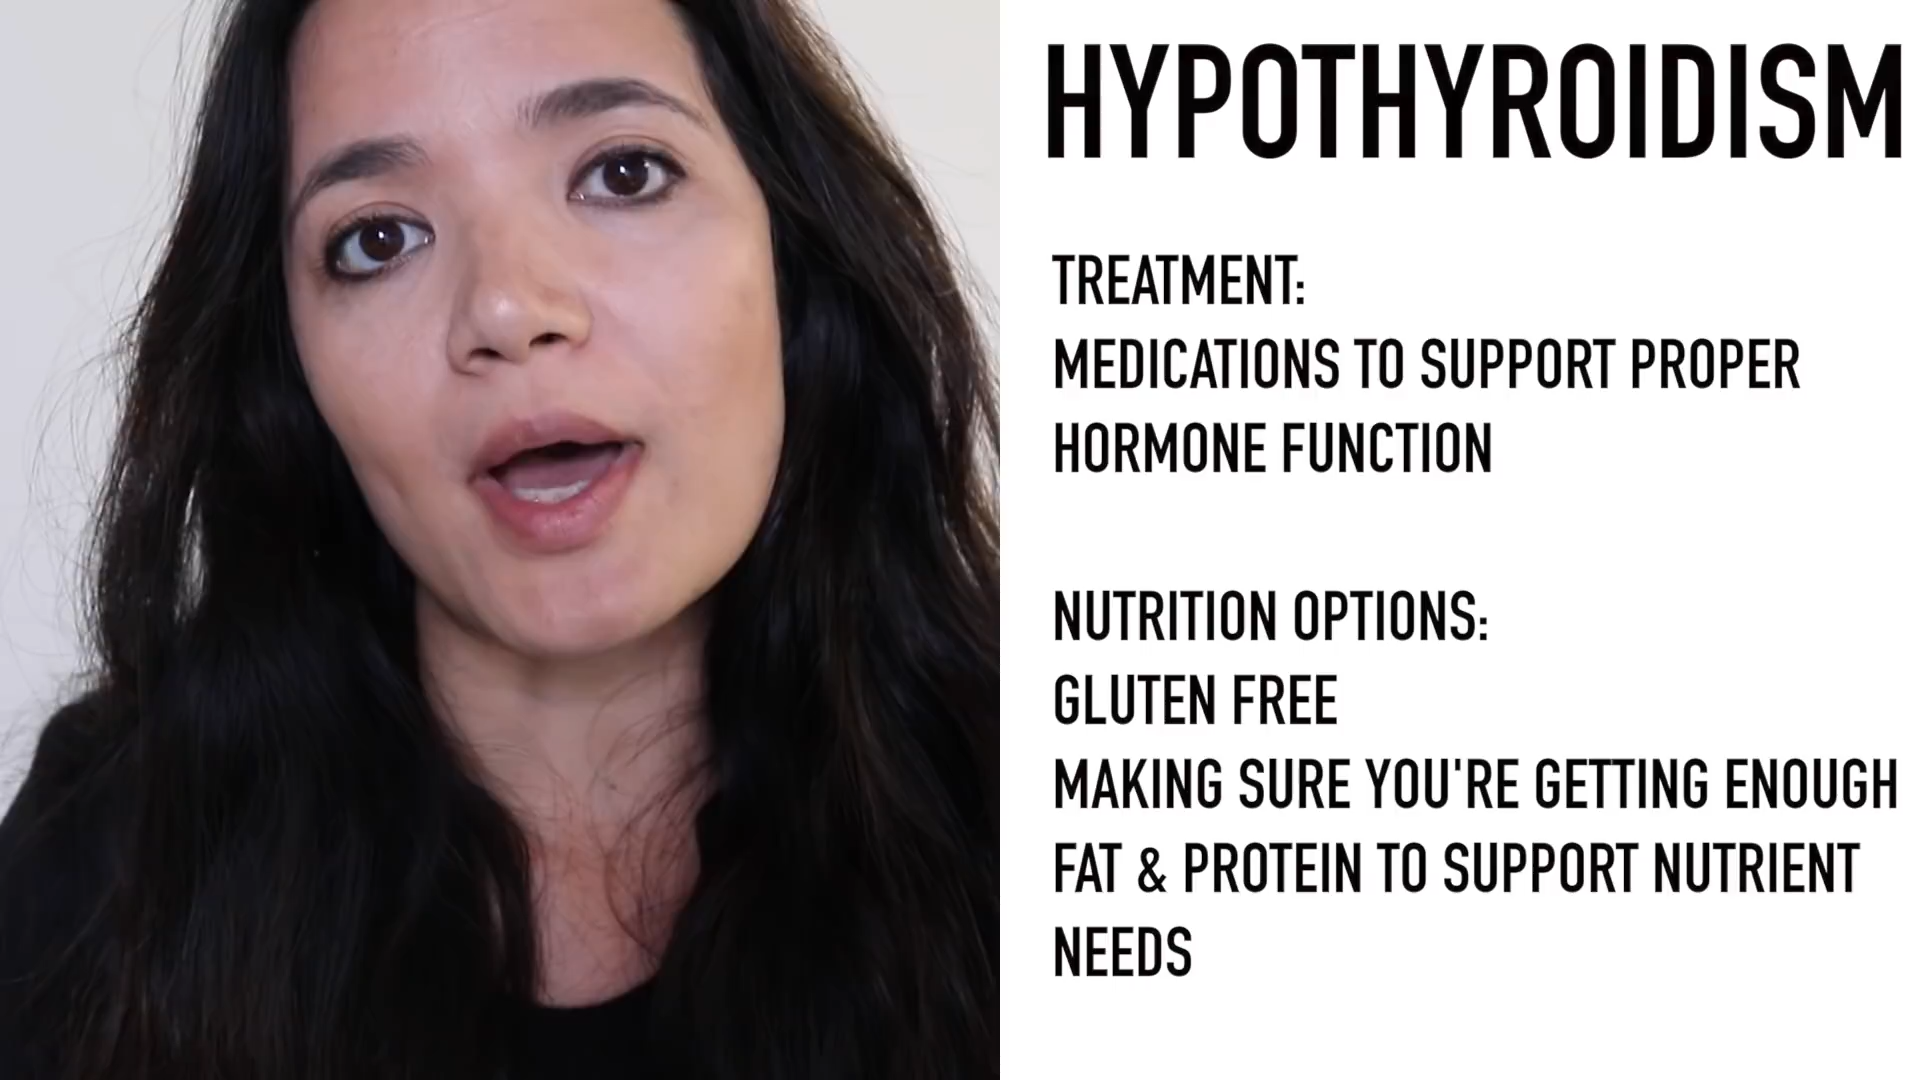 HYPOTHYROIDISM
TREATMENT:
MEDICATIONS TO SUPPORT PROPER
HORMONE FUNCTION
NUTRITION OPTIONS:
GLUTEN FREE
MAKING SURE YOU'RE GETTING ENOUGH
FAT & PROTEIN TO SUPPORT NUTRIENT
NEEDS